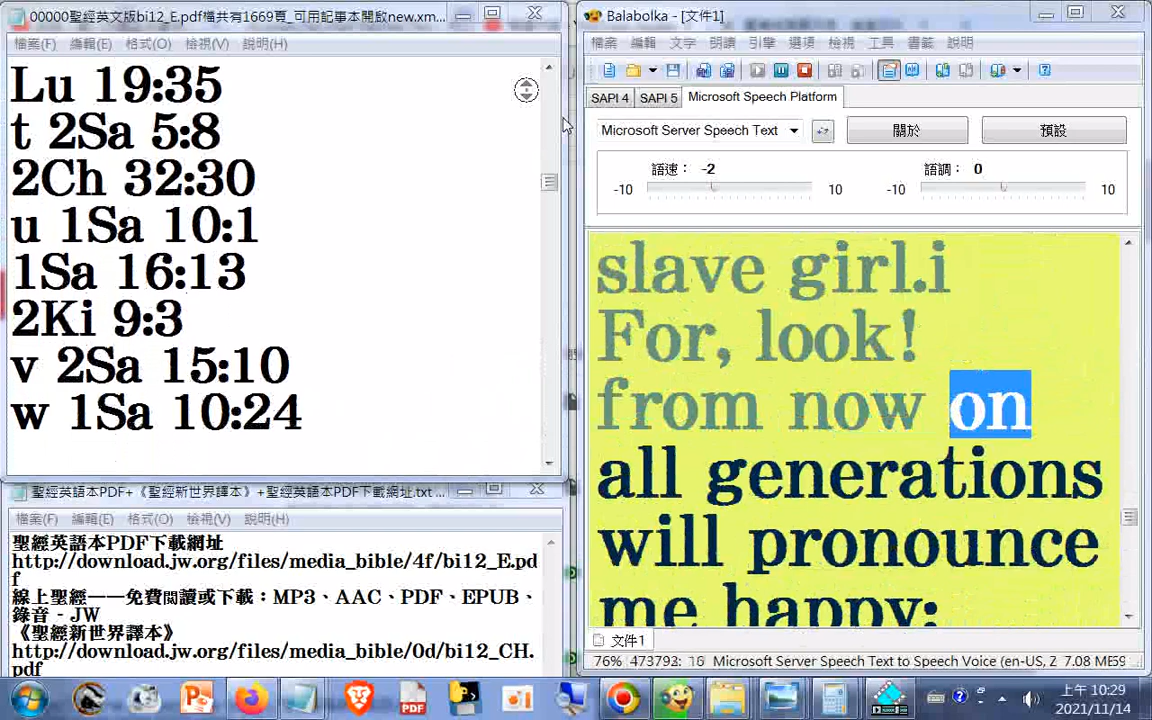 00000聖經英文版bi12_E.pdf檔共有1669頁_可用記事本開啟new.xm...
檔案(F) 編輯(E) 格式(O) 檢視(V) 說明(H)
Lu 19:35
t 2Sa 5:8
2Ch 32:30
u 1Sa 10:1
1Sa 16:13
2Ki 9:3
v 2Sa 15:10
w 1Sa 10:24
聖經英語本PDF+《聖經新世界譯本》+聖經英語本PDF下載網址.txt ...
檔案(F) 編輯(E) 格式(O) 檢視(V) 說明(H)
聖經英語本PDF下載網址
http://download.jw.org/files/media_bible/4f/bi12_E.pd
f
線上聖經——免費閱讀或下載：MP3、AAC、PDF、EPUB、
錄音 - JW
《聖經新世界譯本》
http://download.jw.org/files/media_bible/0d/bi12_CH.
pdf
Balabolka - [文件1]
檔案 編輯 文字 朗讀 引擎 選項 檢視 工具 書籤 說明
SAPI 4 SAPI 5 Microsoft Speech Platform
Microsoft Server Speech Text 關於 預設
語速： -2 語調： 0
-10 10 -10 10
slave girl.i
For, look!
from now on
all generations
will pronounce
me happy;
文件1
76% 473792: 16 Microsoft Server Speech Text to Speech Voice (en-US, Z 7.08 ME59
PDF
上午 10:29
2021/11/14